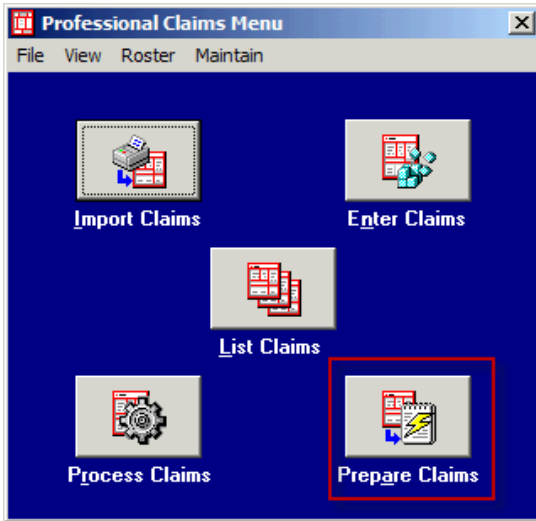 Professional Claims Menu
File View Roster Maintain
Import Claims
Enter Claims
List Claims
Process Claims
Prepare Claims